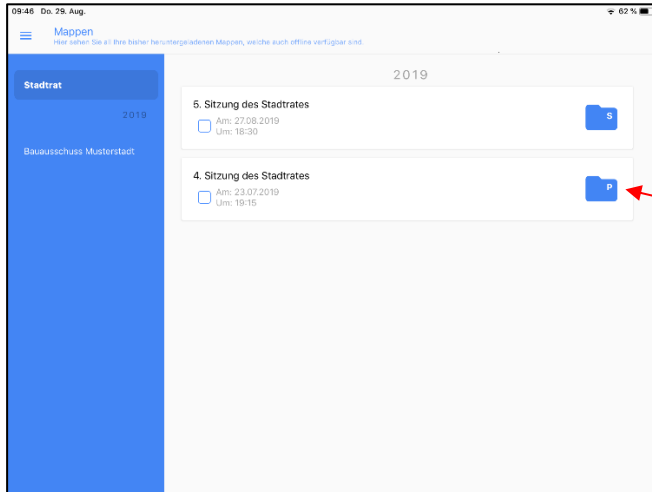 09:46 Do. 29. Aug.
62 %
Mappen
Hier sehen Sie all Ihre bisher heruntergeladenen Mappen, welche auch offline verfügbar sind.
Stadtrat
2019
Bauausschuss Musterstadt
2019
5. Sitzung des Stadtrates
Am: 27.08.2019
Um: 18:30
S
4. Sitzung des Stadtrates
Am: 23.07.2019
Um: 19:15
P